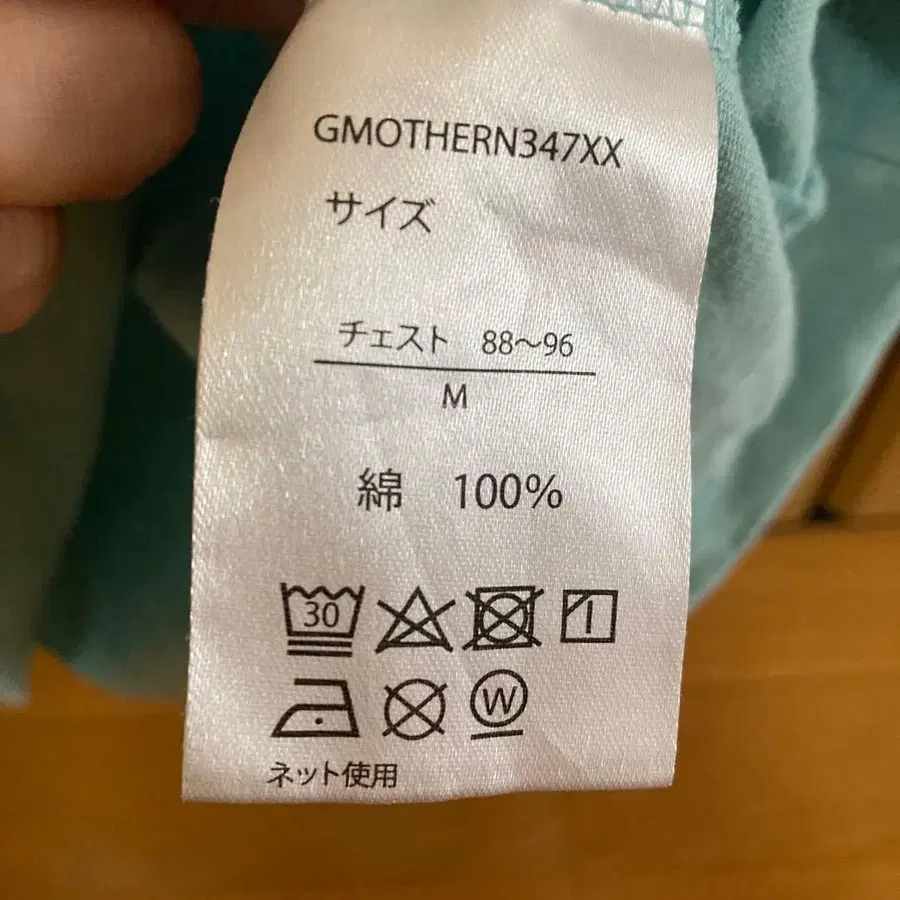 GMOTHERN347XX
サイズ
チェスト 88～96
M
綿 100%
30
W
ネット使用